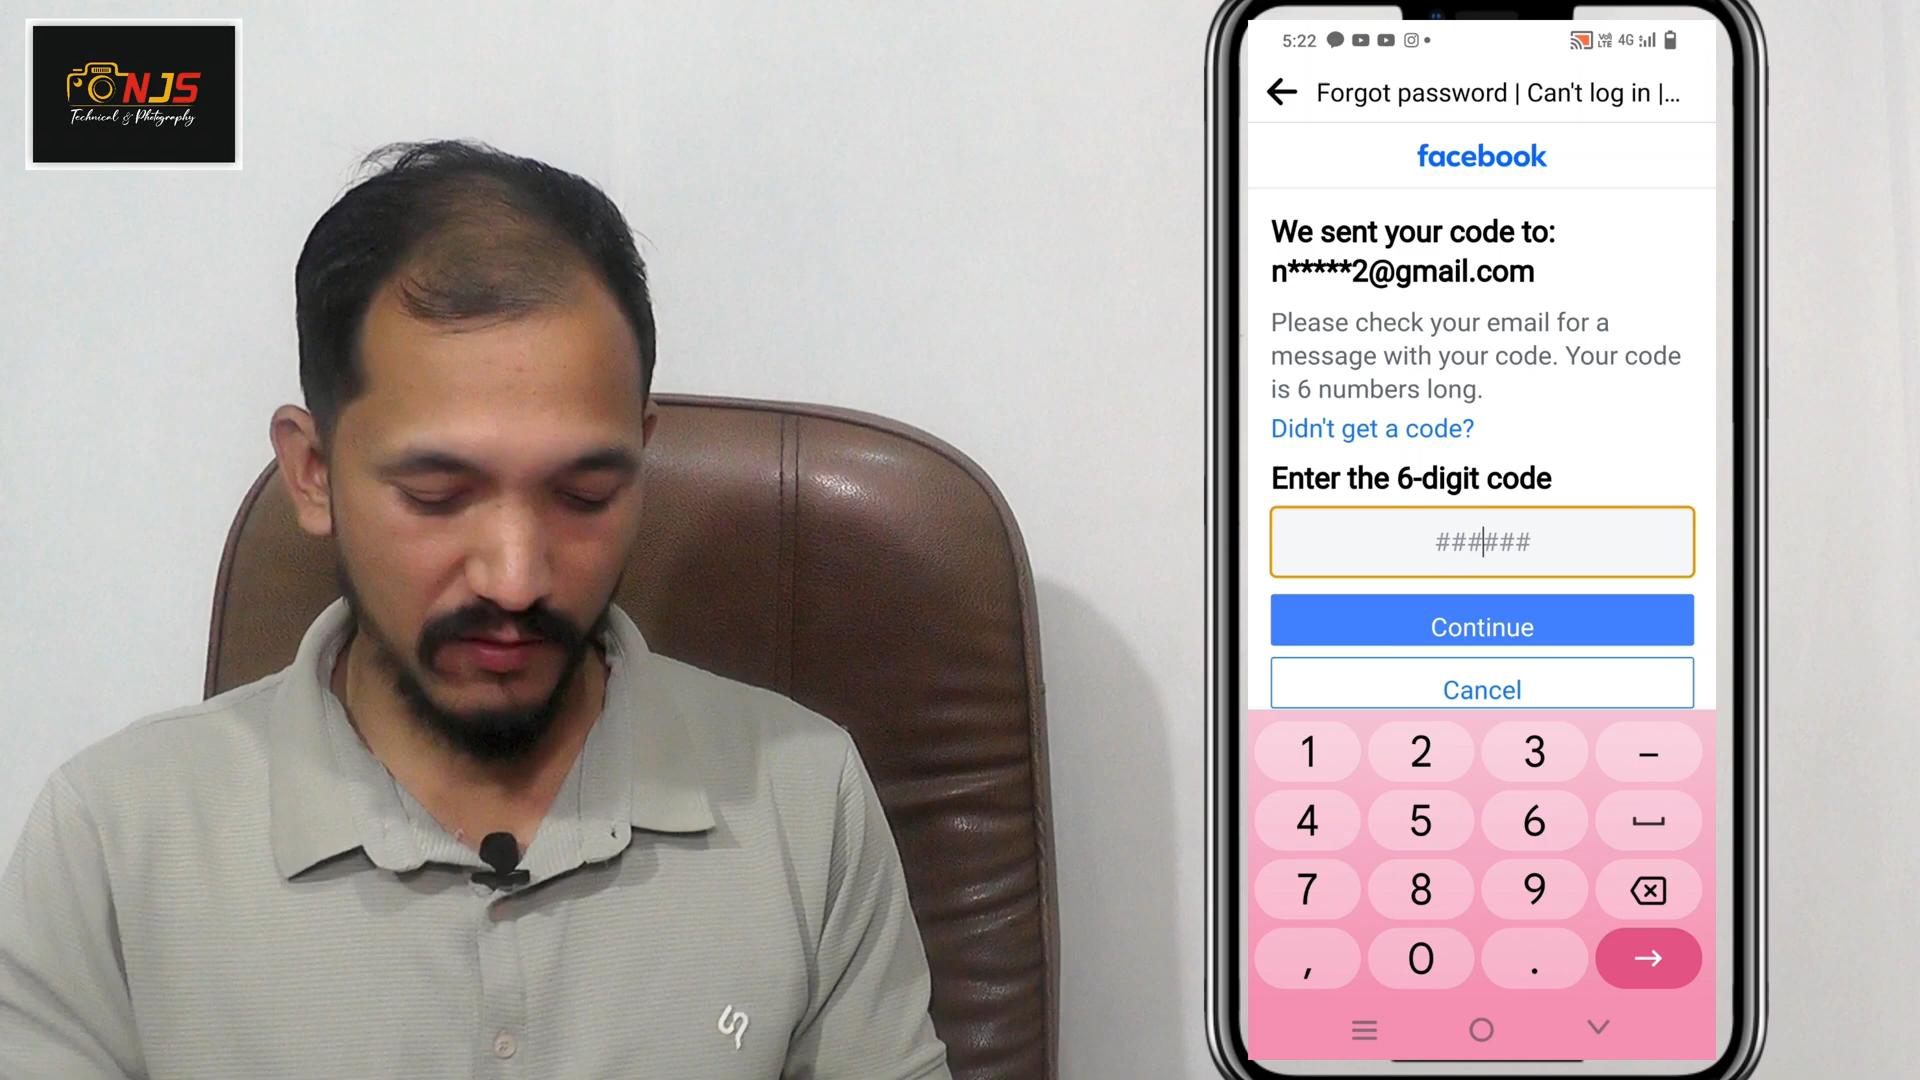 NJS
Technical & Photography
5:22
VoLTE 4G
Forgot password | Can't log in |...
facebook
We sent your code to:
n*****2@gmail.com
Please check your email for a
message with your code. Your code
is 6 numbers long.
Didn't get a code?
Enter the 6-digit code
######
Continue
Cancel
1 2 3 –
4 5 6
7 8 9
, 0 .